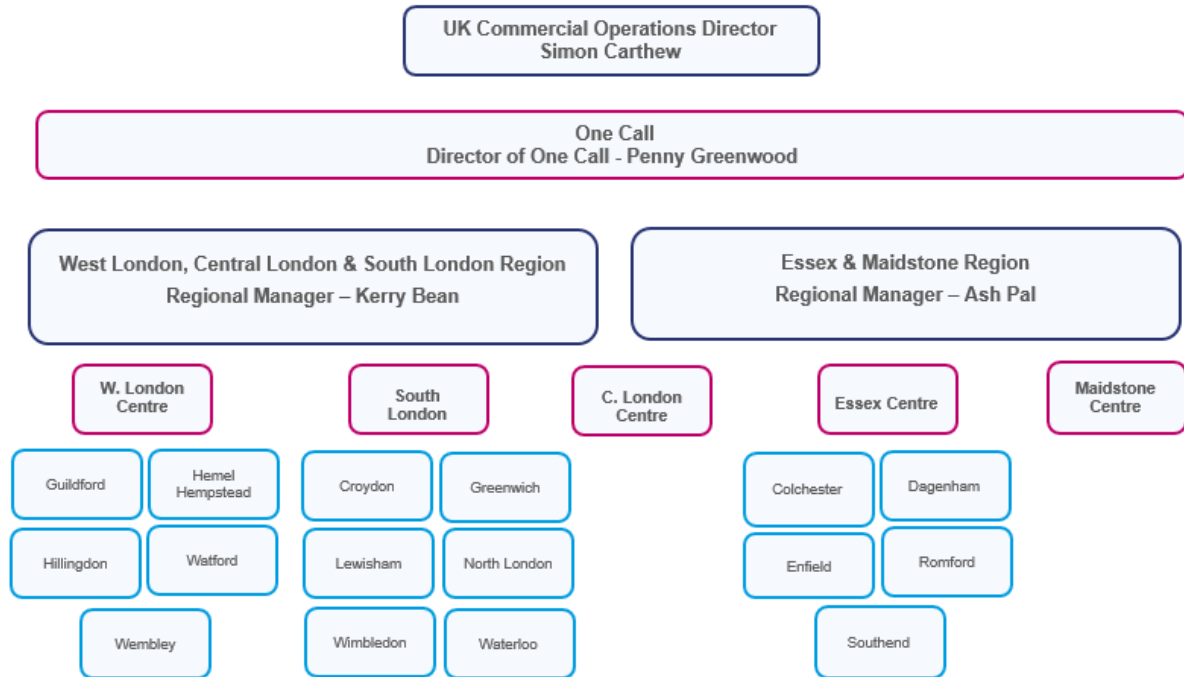 UK Commercial Operations Director
Simon Carthew
One Call
Director of One Call - Penny Greenwood
West London, Central London & South London Region
Regional Manager – Kerry Bean
Essex & Maidstone Region
Regional Manager – Ash Pal
W. London
Centre
South
London
C. London
Centre
Essex Centre
Maidstone
Centre
Guildford
Hemel
Hempstead
Hillingdon
Watford
Wembley
Croydon
Greenwich
Lewisham
North London
Wimbledon
Waterloo
Colchester
Dagenham
Enfield
Romford
Southend